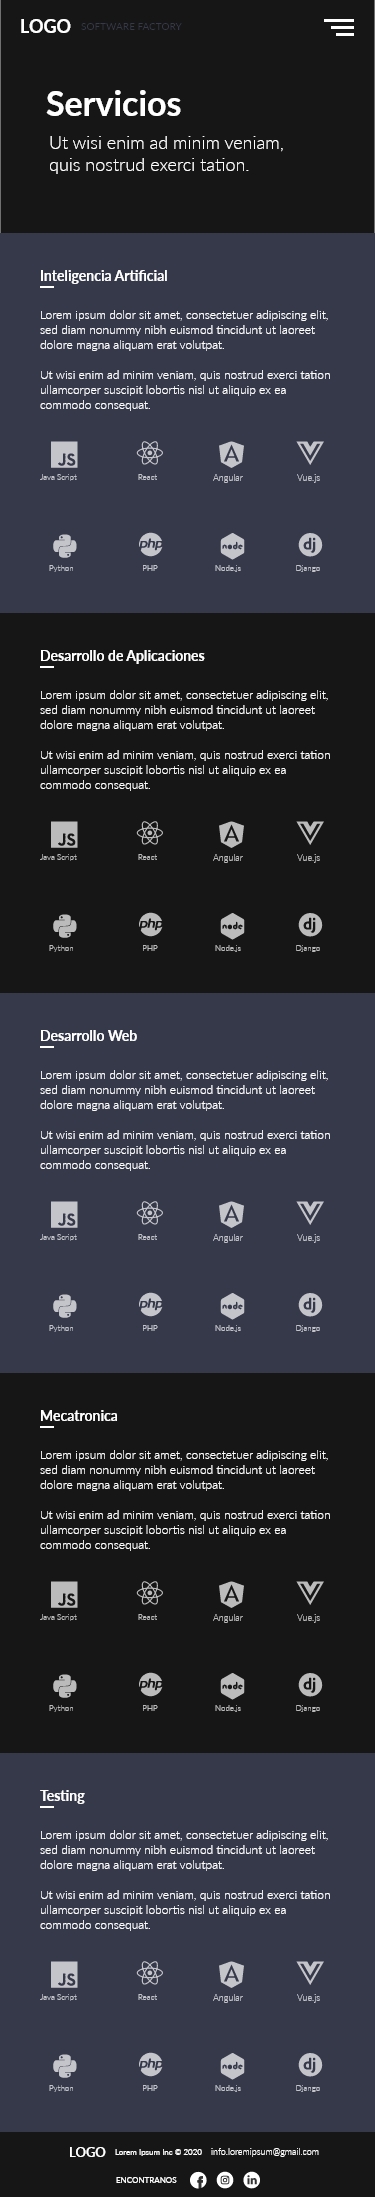 LOGO SOFTWARE FACTORY
Servicios
Ut wisi enim ad minim veniam,
quis nostrud exerci tation.
Inteligencia Artificial
Lorem ipsum dolor sit amet, consectetuer adipiscing elit,
sed diam nonummy nibh euismod tincidunt ut laoreet
dolore magna aliquam erat volutpat.
Ut wisi enim ad minim veniam, quis nostrud exerci tation
ullamcorper suscipit lobortis nisl ut aliquip ex ea
commodo consequat.
JS A
Java Script React Angular Vue.js
php node dj
Python PHP Node.js Django
Desarrollo de Aplicaciones
Lorem ipsum dolor sit amet, consectetuer adipiscing elit,
sed diam nonummy nibh euismod tincidunt ut laoreet
dolore magna aliquam erat volutpat.
Ut wisi enim ad minim veniam, quis nostrud exerci tation
ullamcorper suscipit lobortis nisl ut aliquip ex ea
commodo consequat.
JS A
Java Script React Angular Vue.js
php node dj
Python PHP Node.js Django
Desarrollo Web
Lorem ipsum dolor sit amet, consectetuer adipiscing elit,
sed diam nonummy nibh euismod tincidunt ut laoreet
dolore magna aliquam erat volutpat.
Ut wisi enim ad minim veniam, quis nostrud exerci tation
ullamcorper suscipit lobortis nisl ut aliquip ex ea
commodo consequat.
JS A
Java Script React Angular Vue.js
php node dj
Python PHP Node.js Django
Mecatronica
Lorem ipsum dolor sit amet, consectetuer adipiscing elit,
sed diam nonummy nibh euismod tincidunt ut laoreet
dolore magna aliquam erat volutpat.
Ut wisi enim ad minim veniam, quis nostrud exerci tation
ullamcorper suscipit lobortis nisl ut aliquip ex ea
commodo consequat.
JS A
Java Script React Angular Vue.js
php node dj
Python PHP Node.js Django
Testing
Lorem ipsum dolor sit amet, consectetuer adipiscing elit,
sed diam nonummy nibh euismod tincidunt ut laoreet
dolore magna aliquam erat volutpat.
Ut wisi enim ad minim veniam, quis nostrud exerci tation
ullamcorper suscipit lobortis nisl ut aliquip ex ea
commodo consequat.
JS A
Java Script React Angular Vue.js
php node dj
Python PHP Node.js Django
LOGO Lorem Ipsum Inc © 2020 info.loremipsum@gmail.com
ENCONTRANOS f in